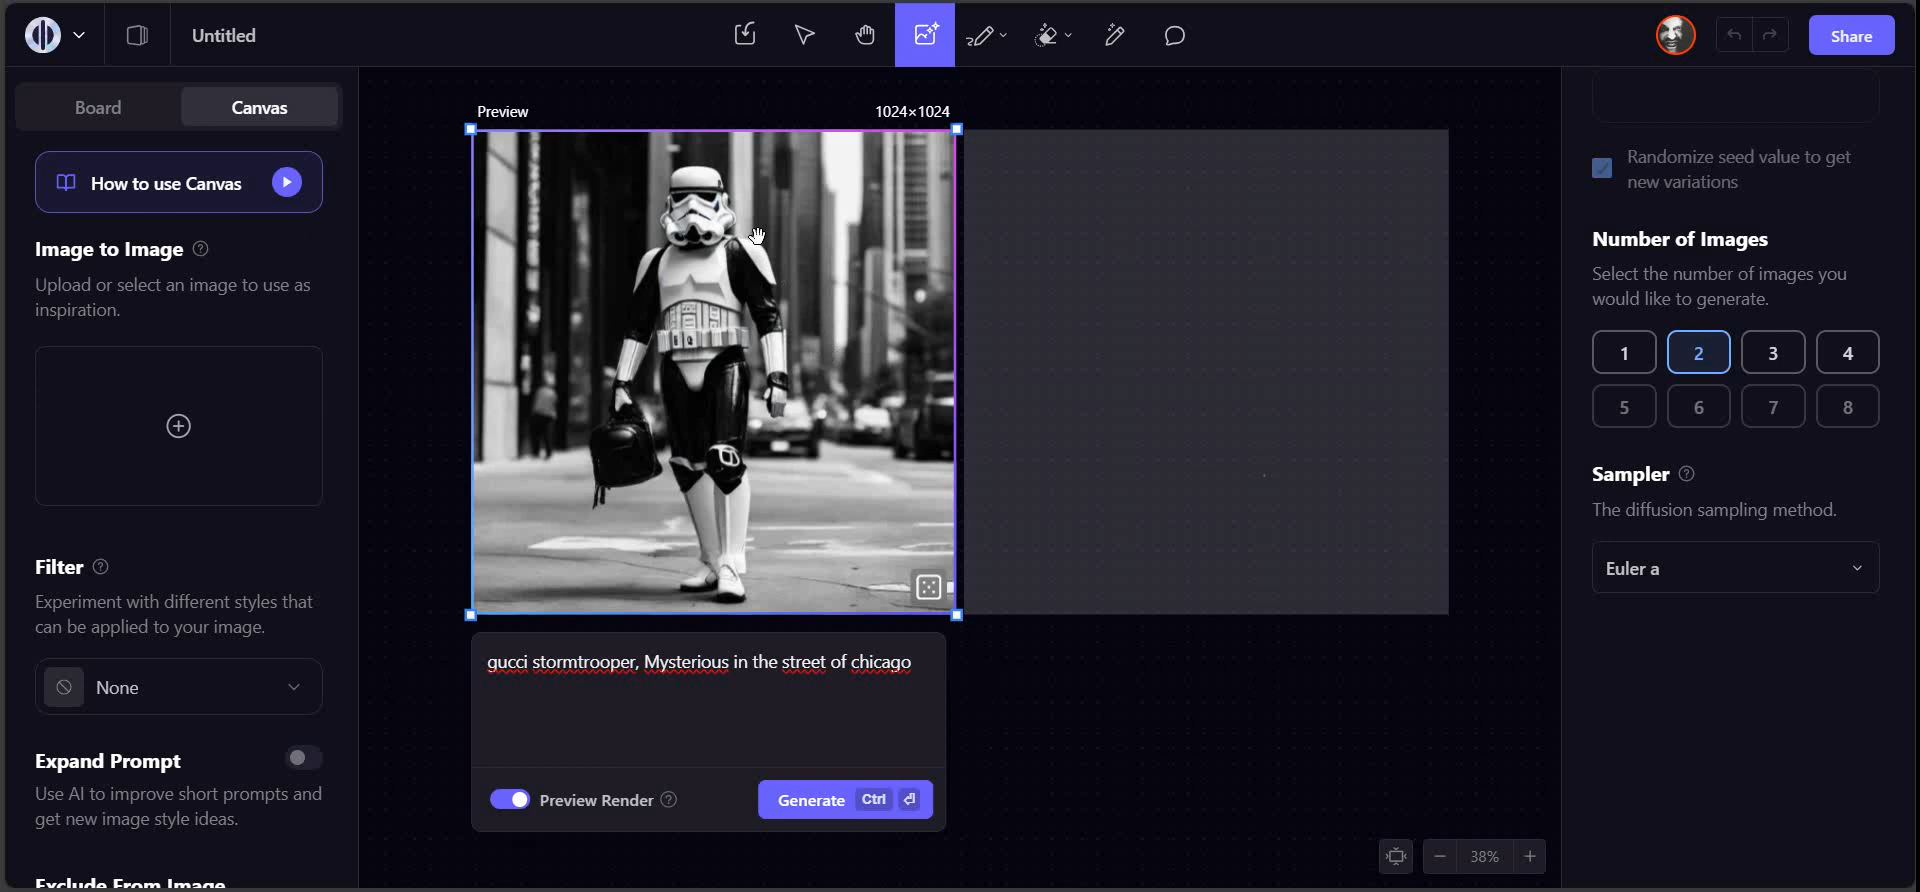 Untitled
Share
Board
Canvas
How to use Canvas
Image to Image
Upload or select an image to use as
inspiration.
Filter
Experiment with different styles that
can be applied to your image.
None
Expand Prompt
Use AI to improve short prompts and
get new image style ideas.
Exclude From Image
Preview
1024×1024
gucci stormtrooper, Mysterious in the street of chicago
Preview Render
Generate
Ctrl
38%
Randomize seed value to get
new variations
Number of Images
Select the number of images you
would like to generate.
1
2
3
4
5
6
7
8
Sampler
The diffusion sampling method.
Euler a